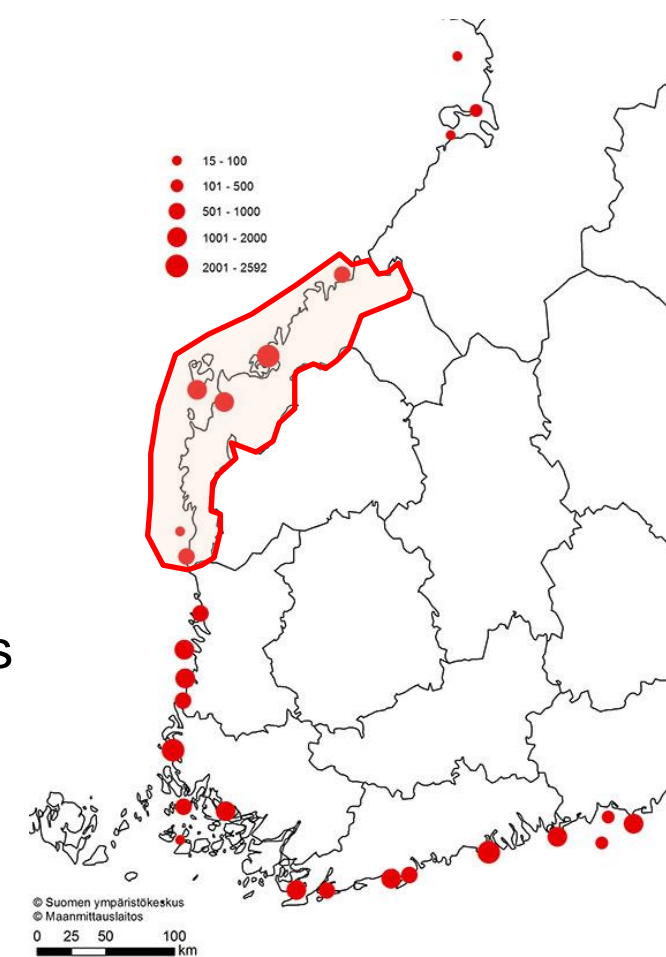 15 - 100
101 - 500
501 - 1000
1001 - 2000
2001 - 2592
s
© Suomen ympäristökeskus
© Maanmittauslaitos
0 25 50 100
km